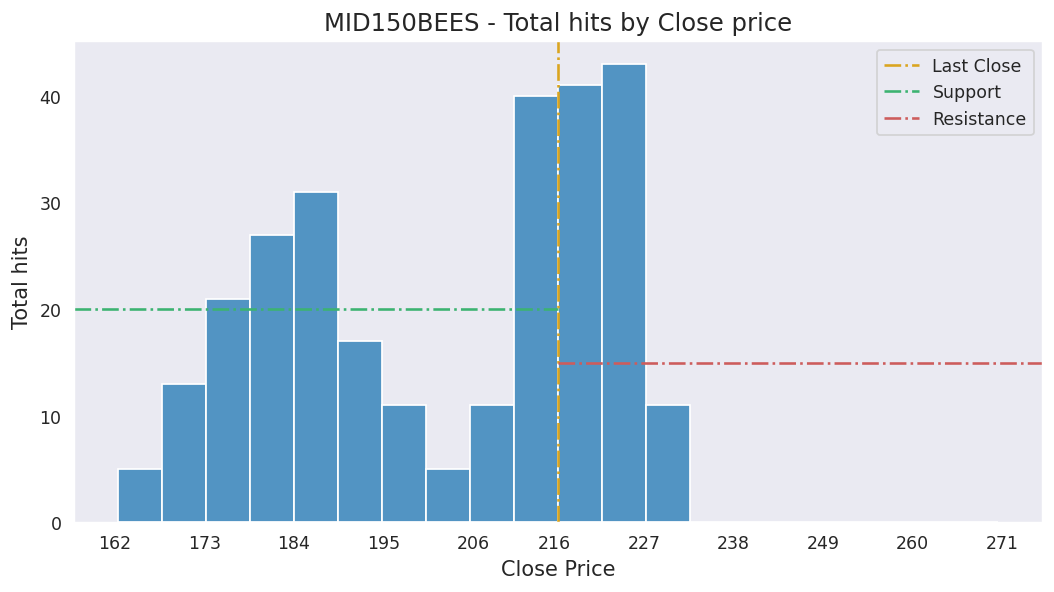 MID150BEES - Total hits by Close price
Last Close
Support
Resistance
Total hits
40
30
20
10
0
162 173 184 195 206 216 227 238 249 260 271
Close Price